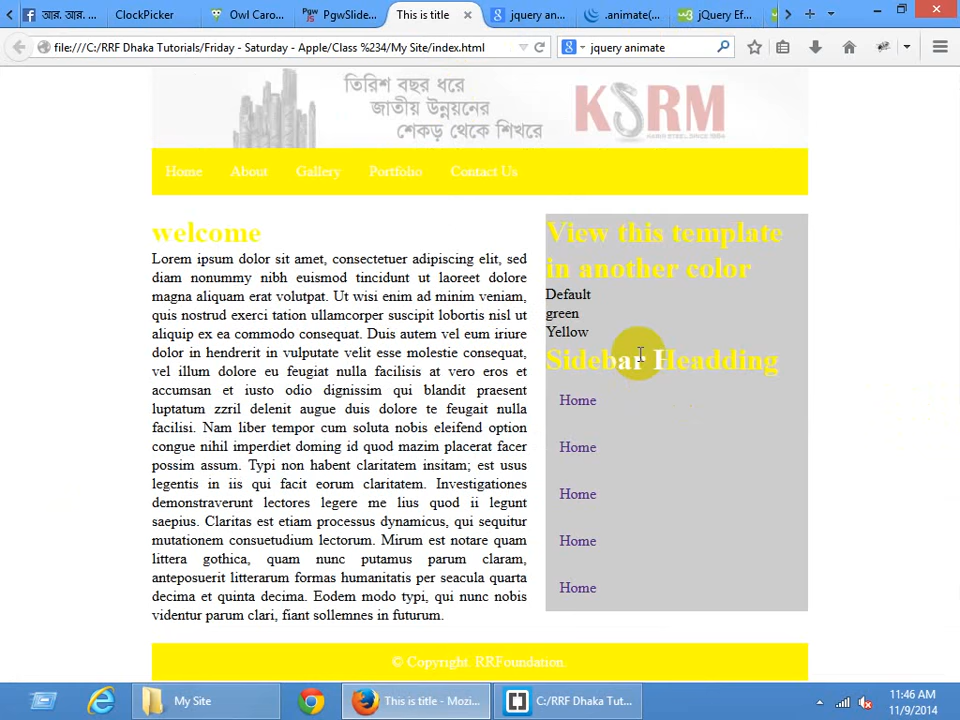 আর. আর. ...
ClockPicker
Owl Caro...
PgwSlide...
This is title
jquery an...
.animate(...
jQuery Ef...
file:///C:/RRF Dhaka Tutorials/Friday - Saturday - Apple/Class %234/My Site/index.html
jquery animate
তিরিশ বছর ধরে
জাতীয় উন্নয়নের
শেকড় থেকে শিখরে
KSRM
Home About Gallery Portfolio Contact Us
welcome
Lorem ipsum dolor sit amet, consectetuer adipiscing elit, sed
diam nonummy nibh euismod tincidunt ut laoreet dolore
magna aliquam erat volutpat. Ut wisi enim ad minim veniam,
quis nostrud exerci tation ullamcorper suscipit lobortis nisl ut
aliquip ex ea commodo consequat. Duis autem vel eum iriure
dolor in hendrerit in vulputate velit esse molestie consequat,
vel illum dolore eu feugiat nulla facilisis at vero eros et
accumsan et iusto odio dignissim qui blandit praesent
luptatum zzril delenit augue duis dolore te feugait nulla
facilisi. Nam liber tempor cum soluta nobis eleifend option
congue nihil imperdiet doming id quod mazim placerat facer
possim assum. Typi non habent claritatem insitam; est usus
legentis in iis qui facit eorum claritatem. Investigationes
demonstraverunt lectores legere me lius quod ii legunt
saepius. Claritas est etiam processus dynamicus, qui sequitur
mutationem consuetudium lectorum. Mirum est notare quam
littera gothica, quam nunc putamus parum claram,
anteposuerit litterarum formas humanitatis per seacula quarta
decima et quinta decima. Eodem modo typi, qui nunc nobis
videntur parum clari, fiant sollemnes in futurum.
View this template
in another color
Default
green
Yellow
Sidebar Headding
Home
Home
Home
Home
Home
© Copyright. RRFoundation.
My Site
This is title - Mozi...
C:/RRF Dhaka Tut...
11:46 AM
11/9/2014